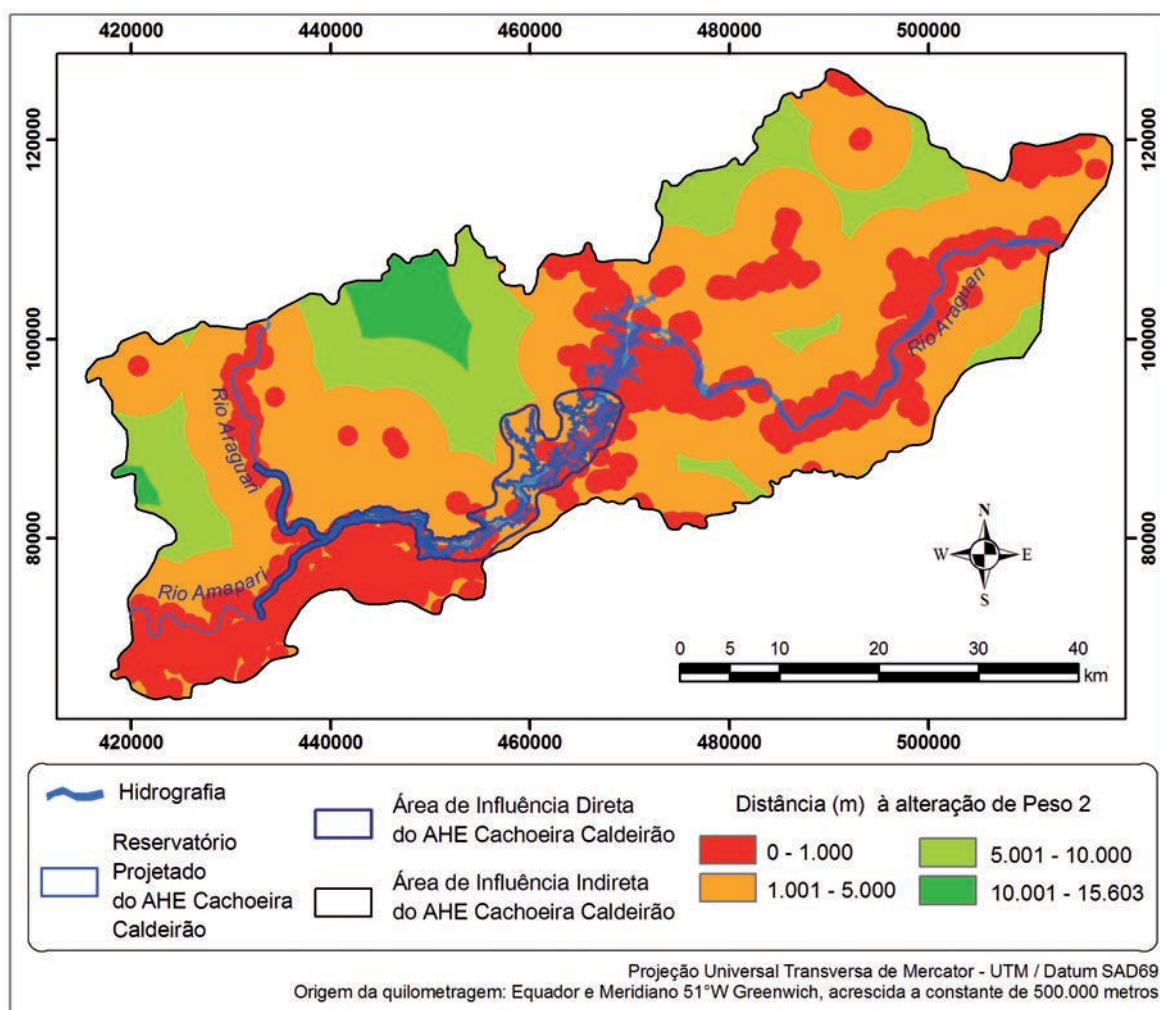 420000 440000 460000 480000 500000
120000 120000
100000 100000
80000 80000
Rio Araguari
Rio Araguari
Rio Amapari
N
W E
S
0 5 10 20 30 40
km
420000 440000 460000 480000 500000
Hidrografia
Reservatório
Projetado
do AHE Cachoeira
Caldeirão
Área de Influência Direta
do AHE Cachoeira Caldeirão
Área de Influência Indireta
do AHE Cachoeira Caldeirão
Distância (m) à alteração de Peso 2
0 - 1.000
1.001 - 5.000
5.001 - 10.000
10.001 - 15.603
Projeção Universal Transversa de Mercator - UTM / Datum SAD69
Origem da quilometragem: Equador e Meridiano 51°W Greenwich, acrescida a constante de 500.000 metros